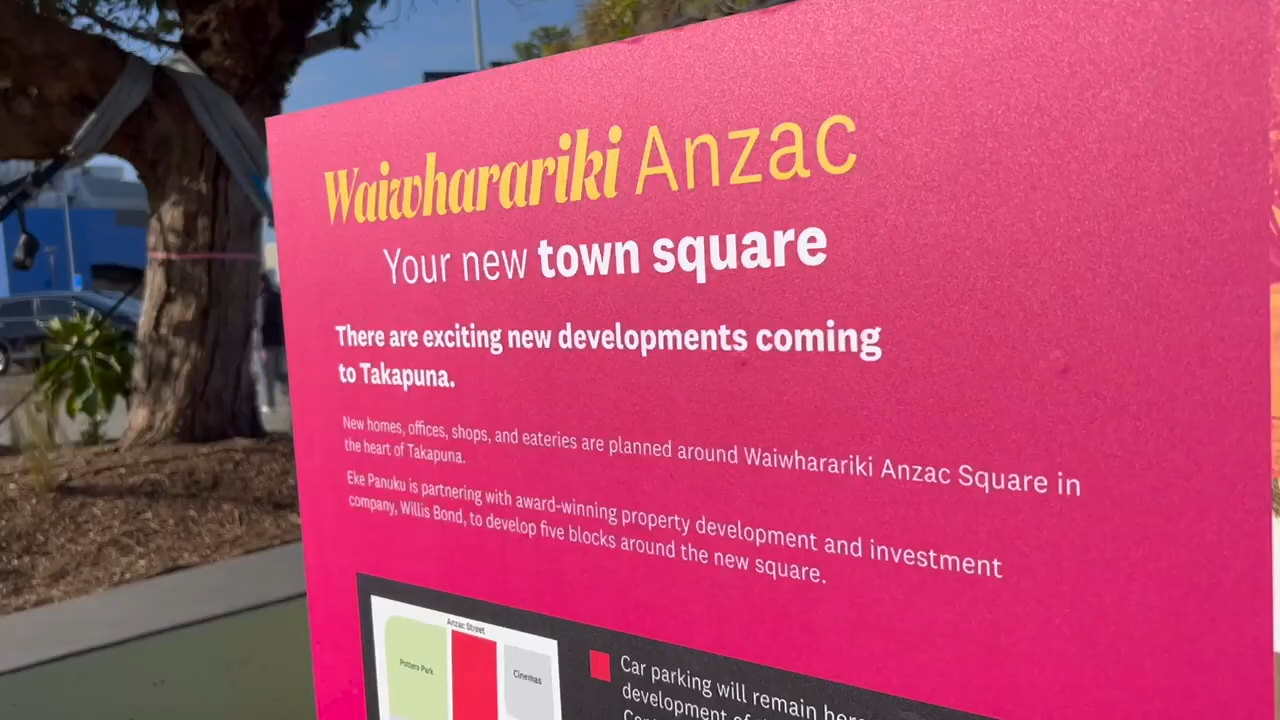 Waiwharariki Anzac
Your new town square
There are exciting new developments coming
to Takapuna.
New homes, offices, shops, and eateries are planned around Waiwharariki Anzac Square in
the heart of Takapuna.
Eke Panuku is partnering with award-winning property development and investment
company, Willis Bond, to develop five blocks around the new square.
Anzac Street
Potters Park
Cinemas
Car parking will remain here
development of